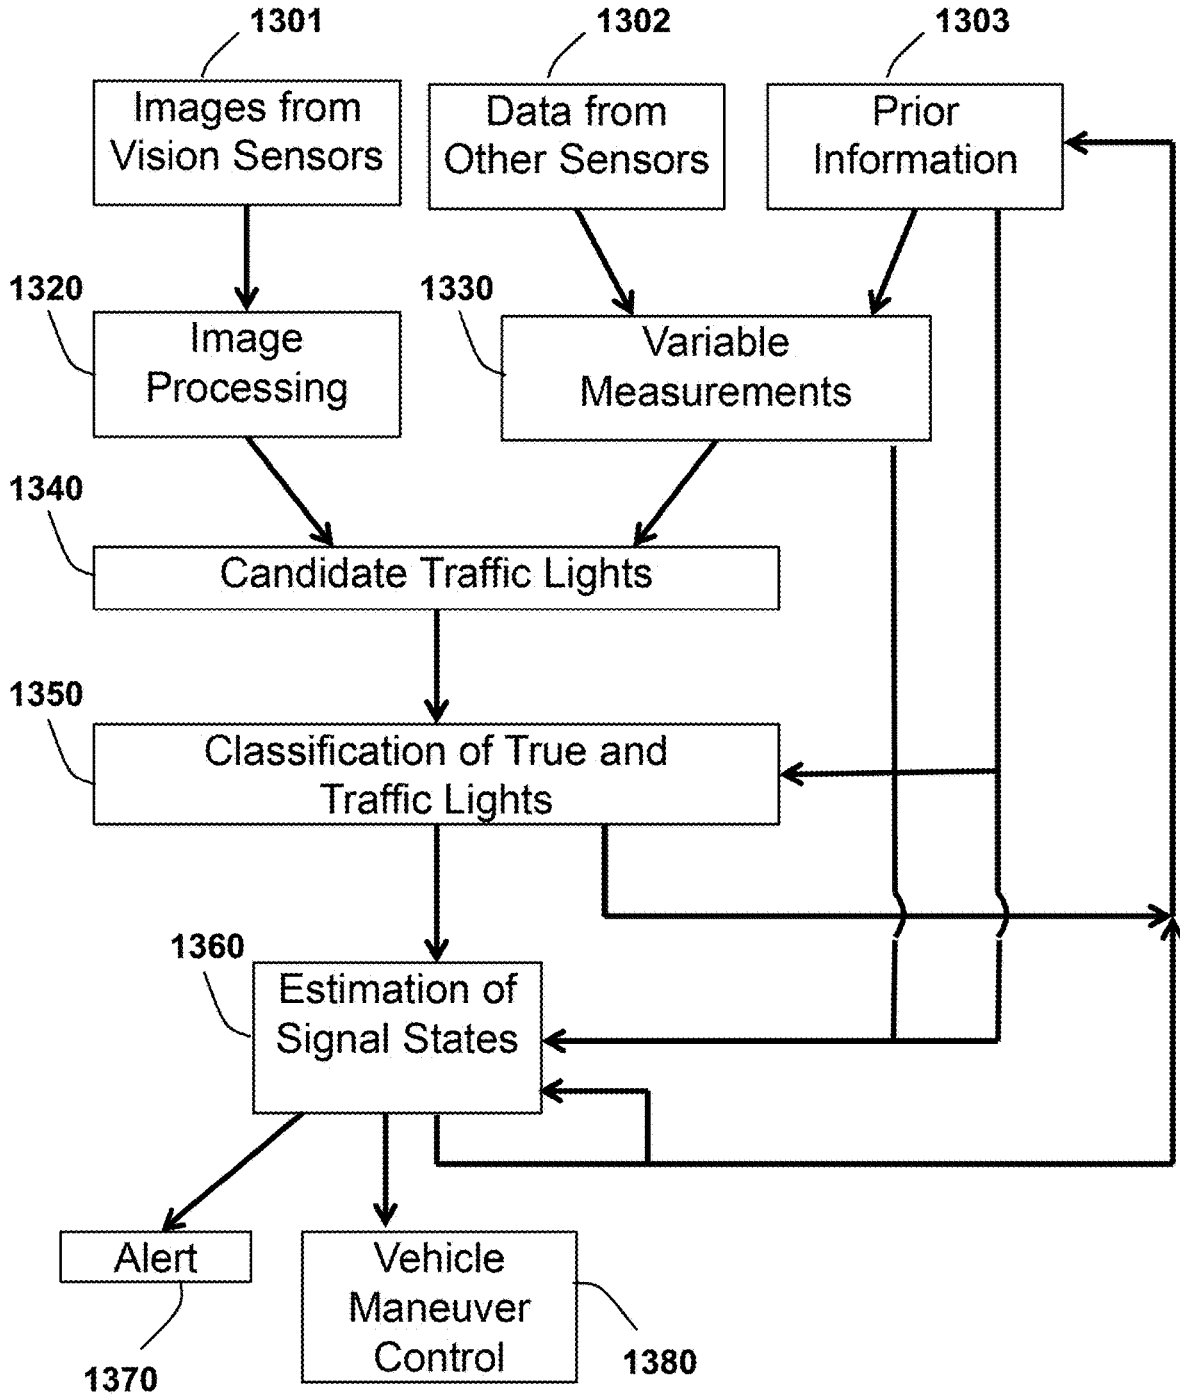 1301
1302
1303
Images from
Vision Sensors
Data from
Other Sensors
Prior
Information
1320
1330
Image
Processing
Variable
Measurements
1340
Candidate Traffic Lights
1350
Classification of True and
Traffic Lights
1360
Estimation of
Signal States
Alert
Vehicle
Maneuver
Control
1370
1380